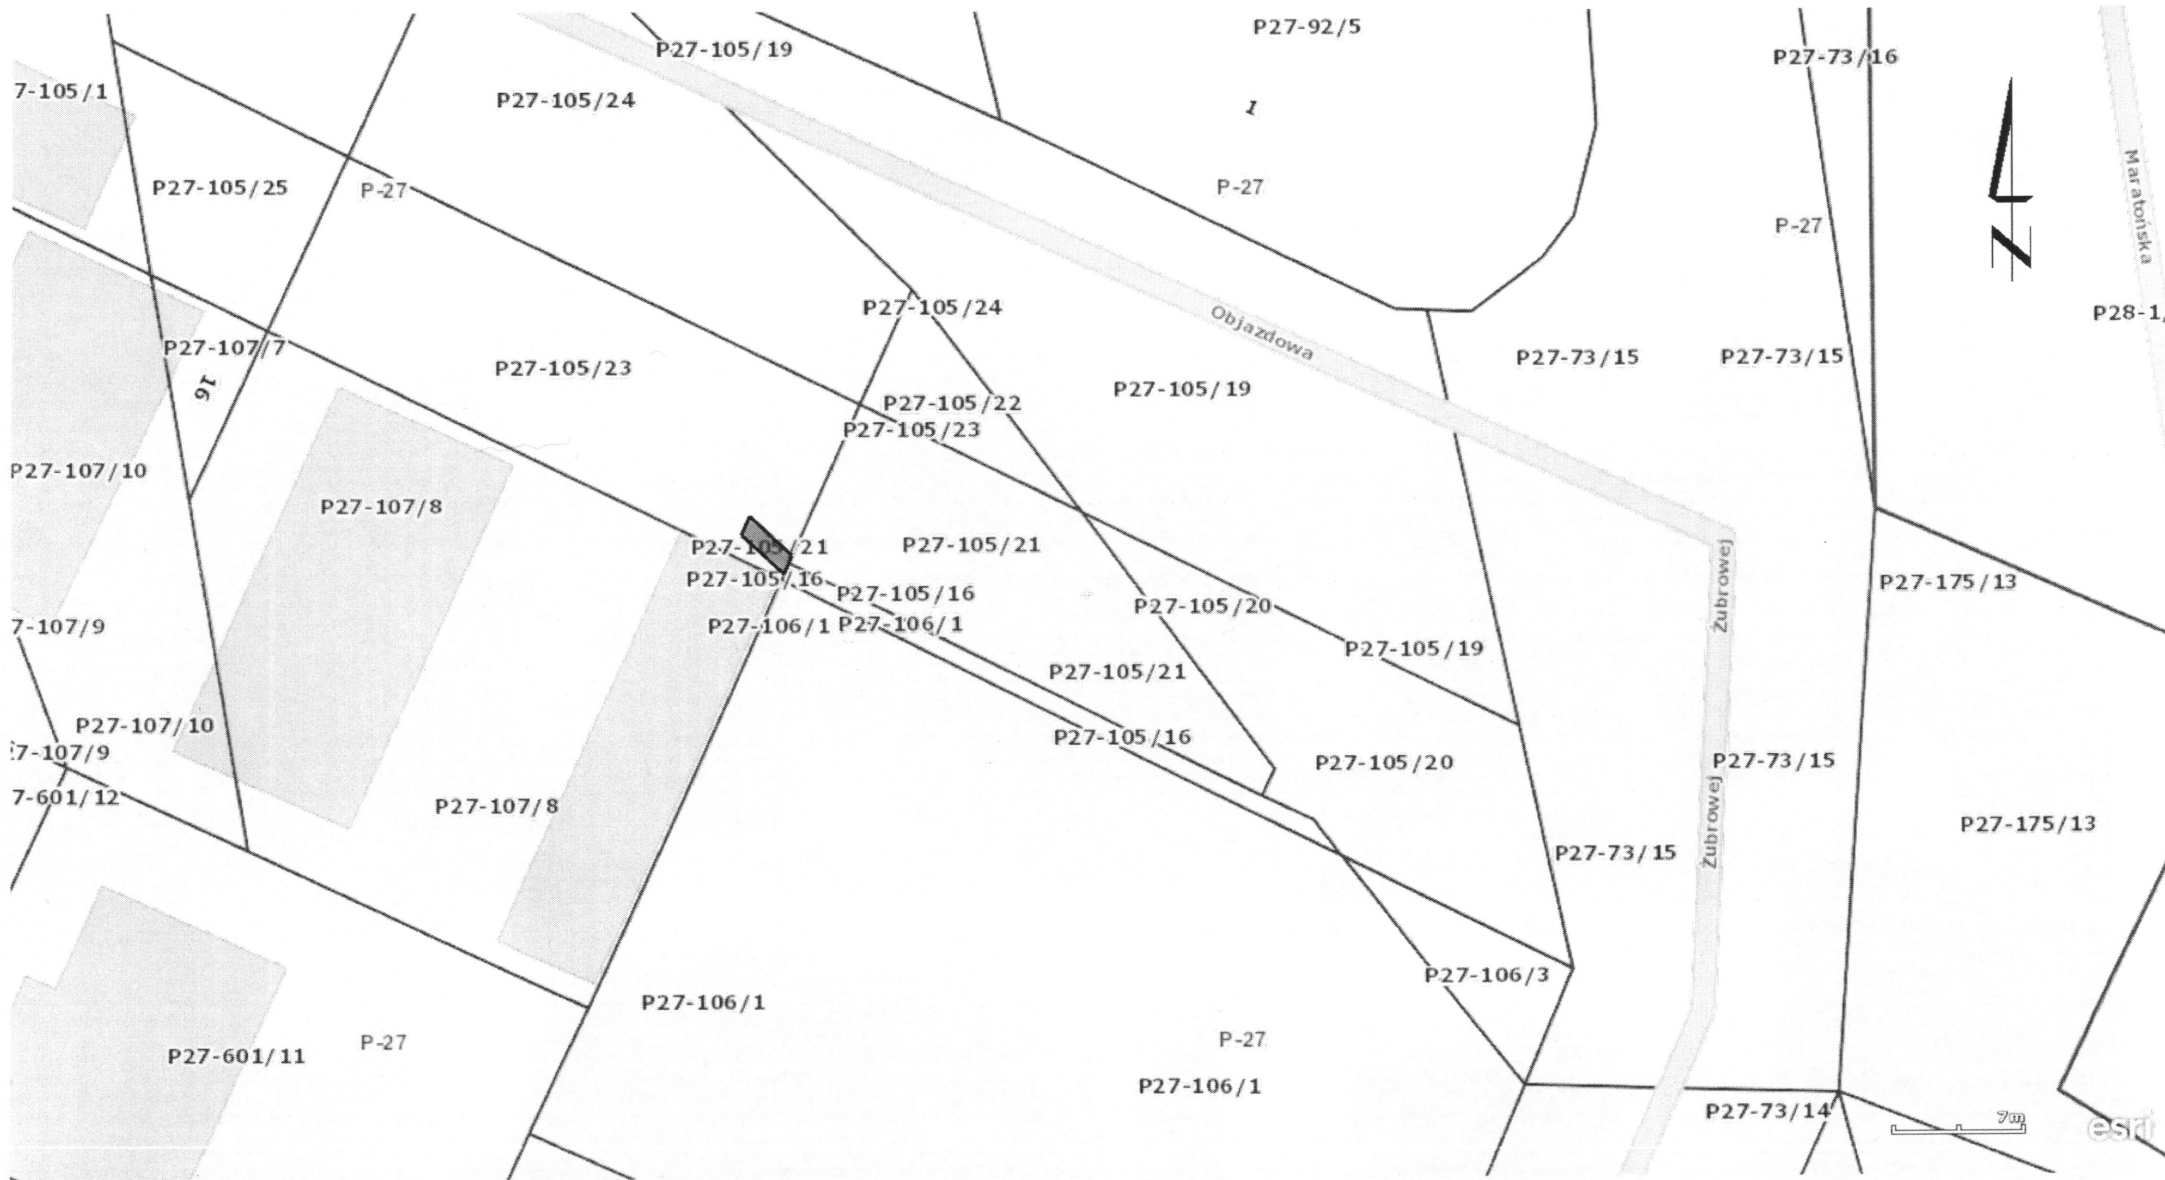 P27-92/5
P27-105/19
P27-73/16
7-105/1
P27-105/24
1
Maratońska
P27-105/25
P-27
P-27
P-27
N
P27-105/24
P28-1/
Objazdowa
P27-107/7
P27-105/23
P27-73/15
P27-73/15
16
P27-105/19
P27-105/22
P27-105/23
P27-107/10
P27-107/8
P27-105/21
P27-105/21
Żubrowej
P27-105/16
P27-105/16
P27-175/13
P27-105/20
7-107/9
P27-106/1
P27-106/1
P27-105/19
P27-105/21
P27-107/10
P27-105/16
27-107/9
P27-105/20
P27-73/15
7-601/12
P27-107/8
Żubrowej
P27-175/13
P27-73/15
P27-106/3
P27-106/1
P27-601/11
P-27
P-27
P27-106/1
P27-73/14
7m
esri